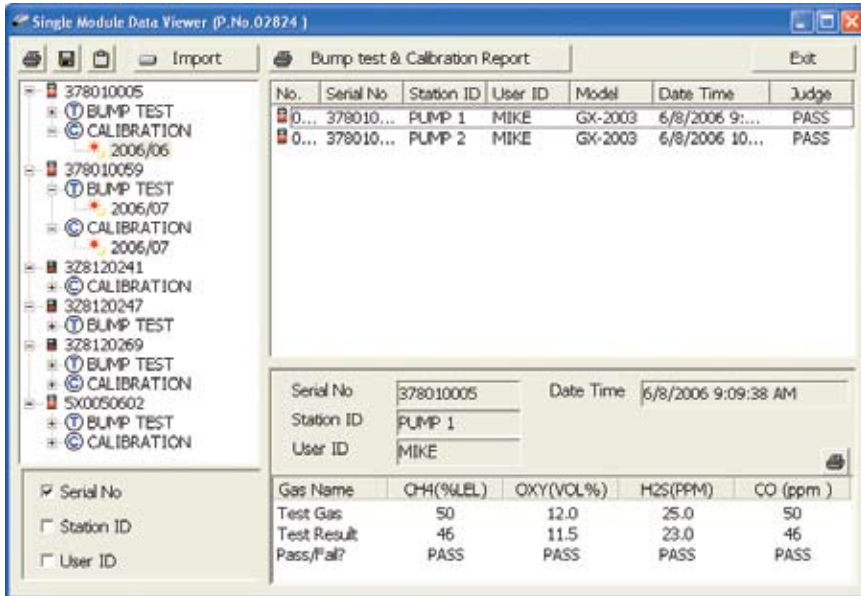 Single Module Data Viewer (P.No.02824 )
Import
Bump test & Calibration Report
Exit
378010005
T BUMP TEST
C CALIBRATION
2006/06
378010059
T BUMP TEST
2006/07
C CALIBRATION
2006/07
3Z8120241
C CALIBRATION
3Z8120247
T BUMP TEST
3Z8120269
T BUMP TEST
C CALIBRATION
SX0050602
T BUMP TEST
C CALIBRATION
Serial No
Station ID
User ID
No. Serial No Station ID User ID Model Date Time Judge
0... 378010... PUMP 1 MIKE GX-2003 6/8/2006 9:... PASS
0... 378010... PUMP 2 MIKE GX-2003 6/8/2006 10... PASS
Serial No 378010005 Date Time 6/8/2006 9:09:38 AM
Station ID PUMP 1
User ID MIKE
Gas Name CH4(%LEL) OXY(VOL%) H2S(PPM) CO (ppm )
Test Gas 50 12.0 25.0 50
Test Result 46 11.5 23.0 46
Pass/Fail? PASS PASS PASS PASS